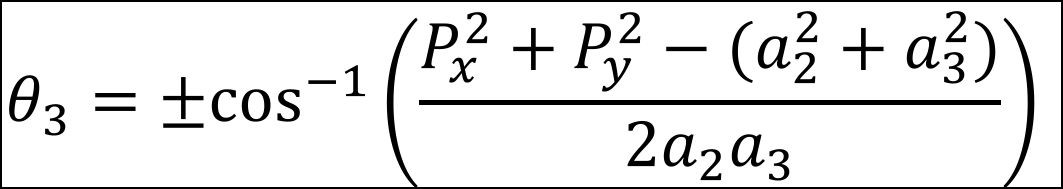 θ₃ = ±cos⁻¹((Pₓ² + P_y² − (a₂² + a₃²)) / (2a₂a₃))